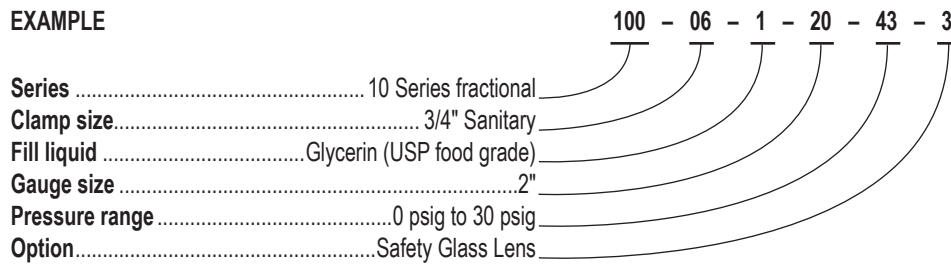 EXAMPLE 100 – 06 – 1 – 20 – 43 – 3
Series ..................................................... 10 Series fractional
Clamp size........................................................ 3/4" Sanitary
Fill liquid .....................................Glycerin (USP food grade)
Gauge size .........................................................................2"
Pressure range...........................................0 psig to 30 psig
Option.......................................................Safety Glass Lens